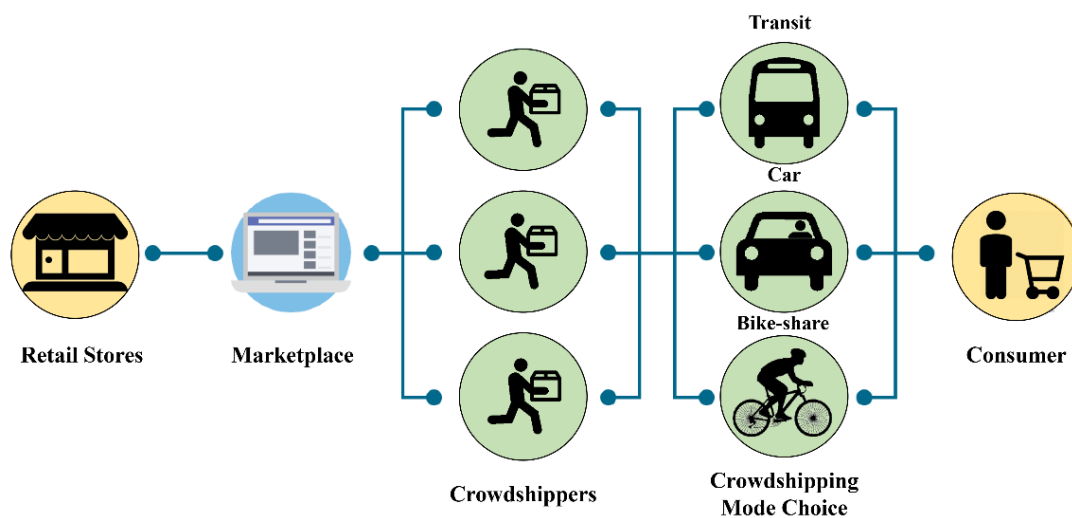 Transit
Car
Bike-share
Retail Stores
Marketplace
Consumer
Crowdshippers
Crowdshipping
Mode Choice